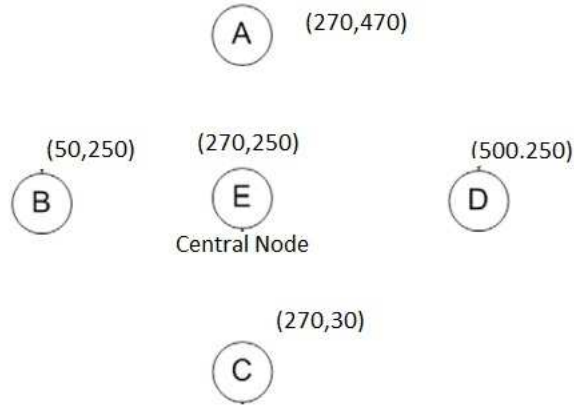 A (270,470)
(50,250) (270,250) (500.250)
B E D
Central Node
(270,30)
C